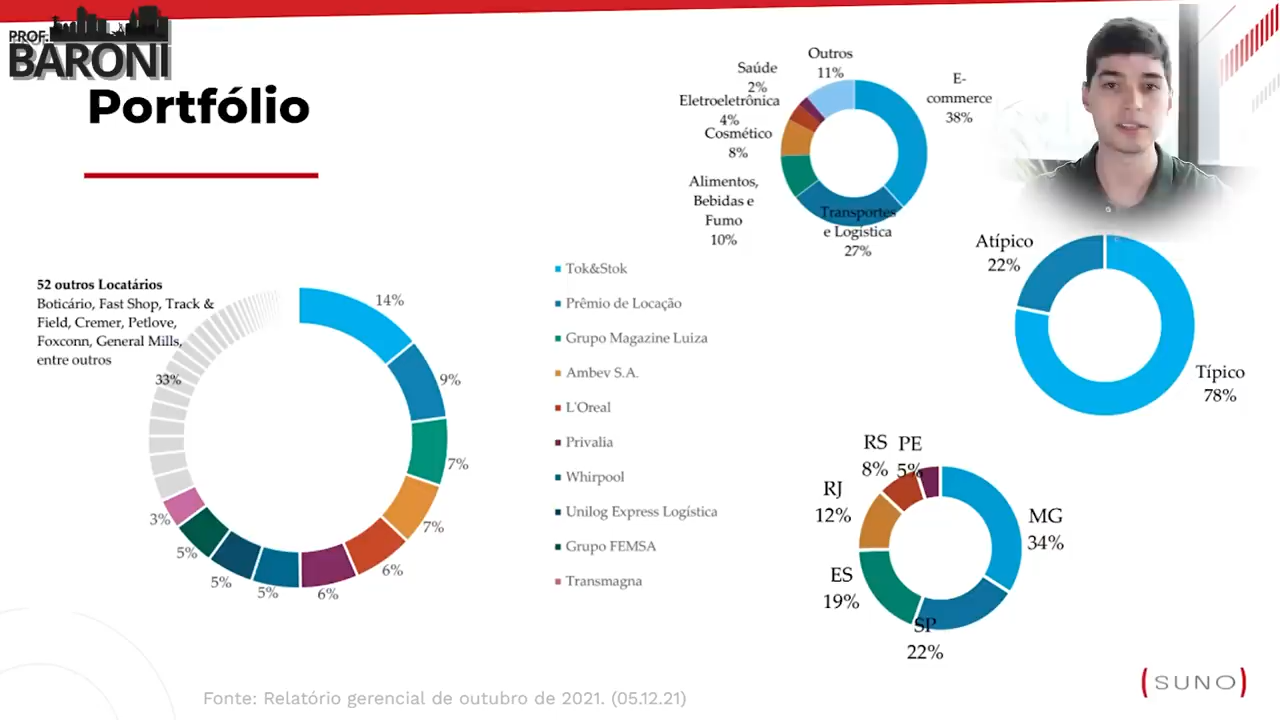 PROF.
BARONI
Portfólio
52 outros Locatários
Boticário, Fast Shop, Track &
Field, Cremer, Petlove,
Foxconn, General Mills,
entre outros
33%
14%
9%
7%
7%
6%
6%
5%
5%
5%
3%
Tok&Stok
Prêmio de Locação
Grupo Magazine Luiza
Ambev S.A.
L'Oreal
Privalia
Whirpool
Unilog Express Logística
Grupo FEMSA
Transmagna
Outros
11%
Saúde
2%
Eletroeletrônica
4%
Cosmético
8%
Alimentos,
Bebidas e
Fumo
10%
E-
commerce
38%
Transportes
e Logística
27%
Atípico
22%
Típico
78%
RS
8%
PE
5%
RJ
12%
MG
34%
ES
19%
SP
22%
Fonte: Relatório gerencial de outubro de 2021. (05.12.21)
(SUNO)